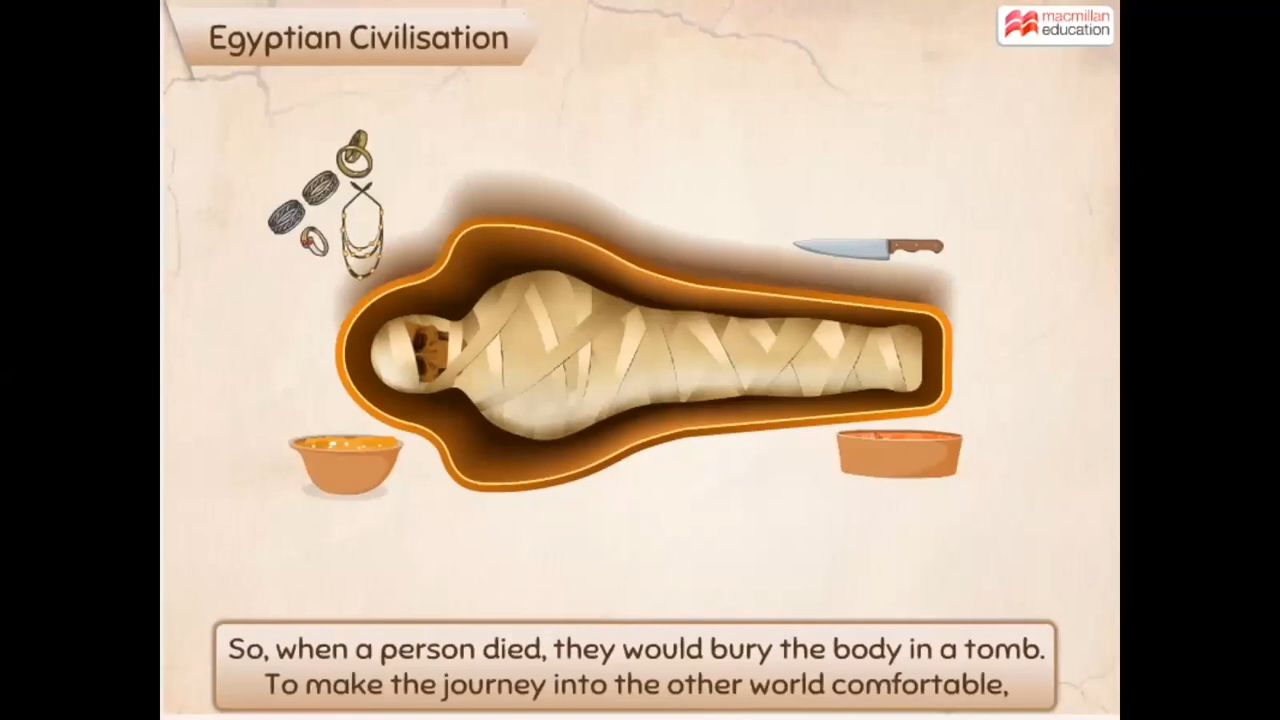 Egyptian Civilisation
macmillan
education
So, when a person died, they would bury the body in a tomb.
To make the journey into the other world comfortable,